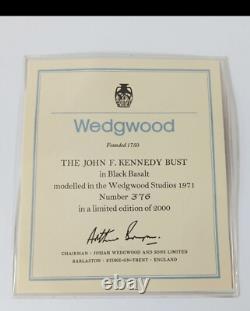 Wedgwood
Founded 1759
THE JOHN F. KENNEDY BUST
in Black Basalt
modelled in the Wedgwood Studios 1971
Number 376
in a limited edition of 2000
CHAIRMAN · JOSIAH WEDGWOOD AND SONS LIMITED
BARLASTON · STOKE-ON-TRENT · ENGLAND
ebay